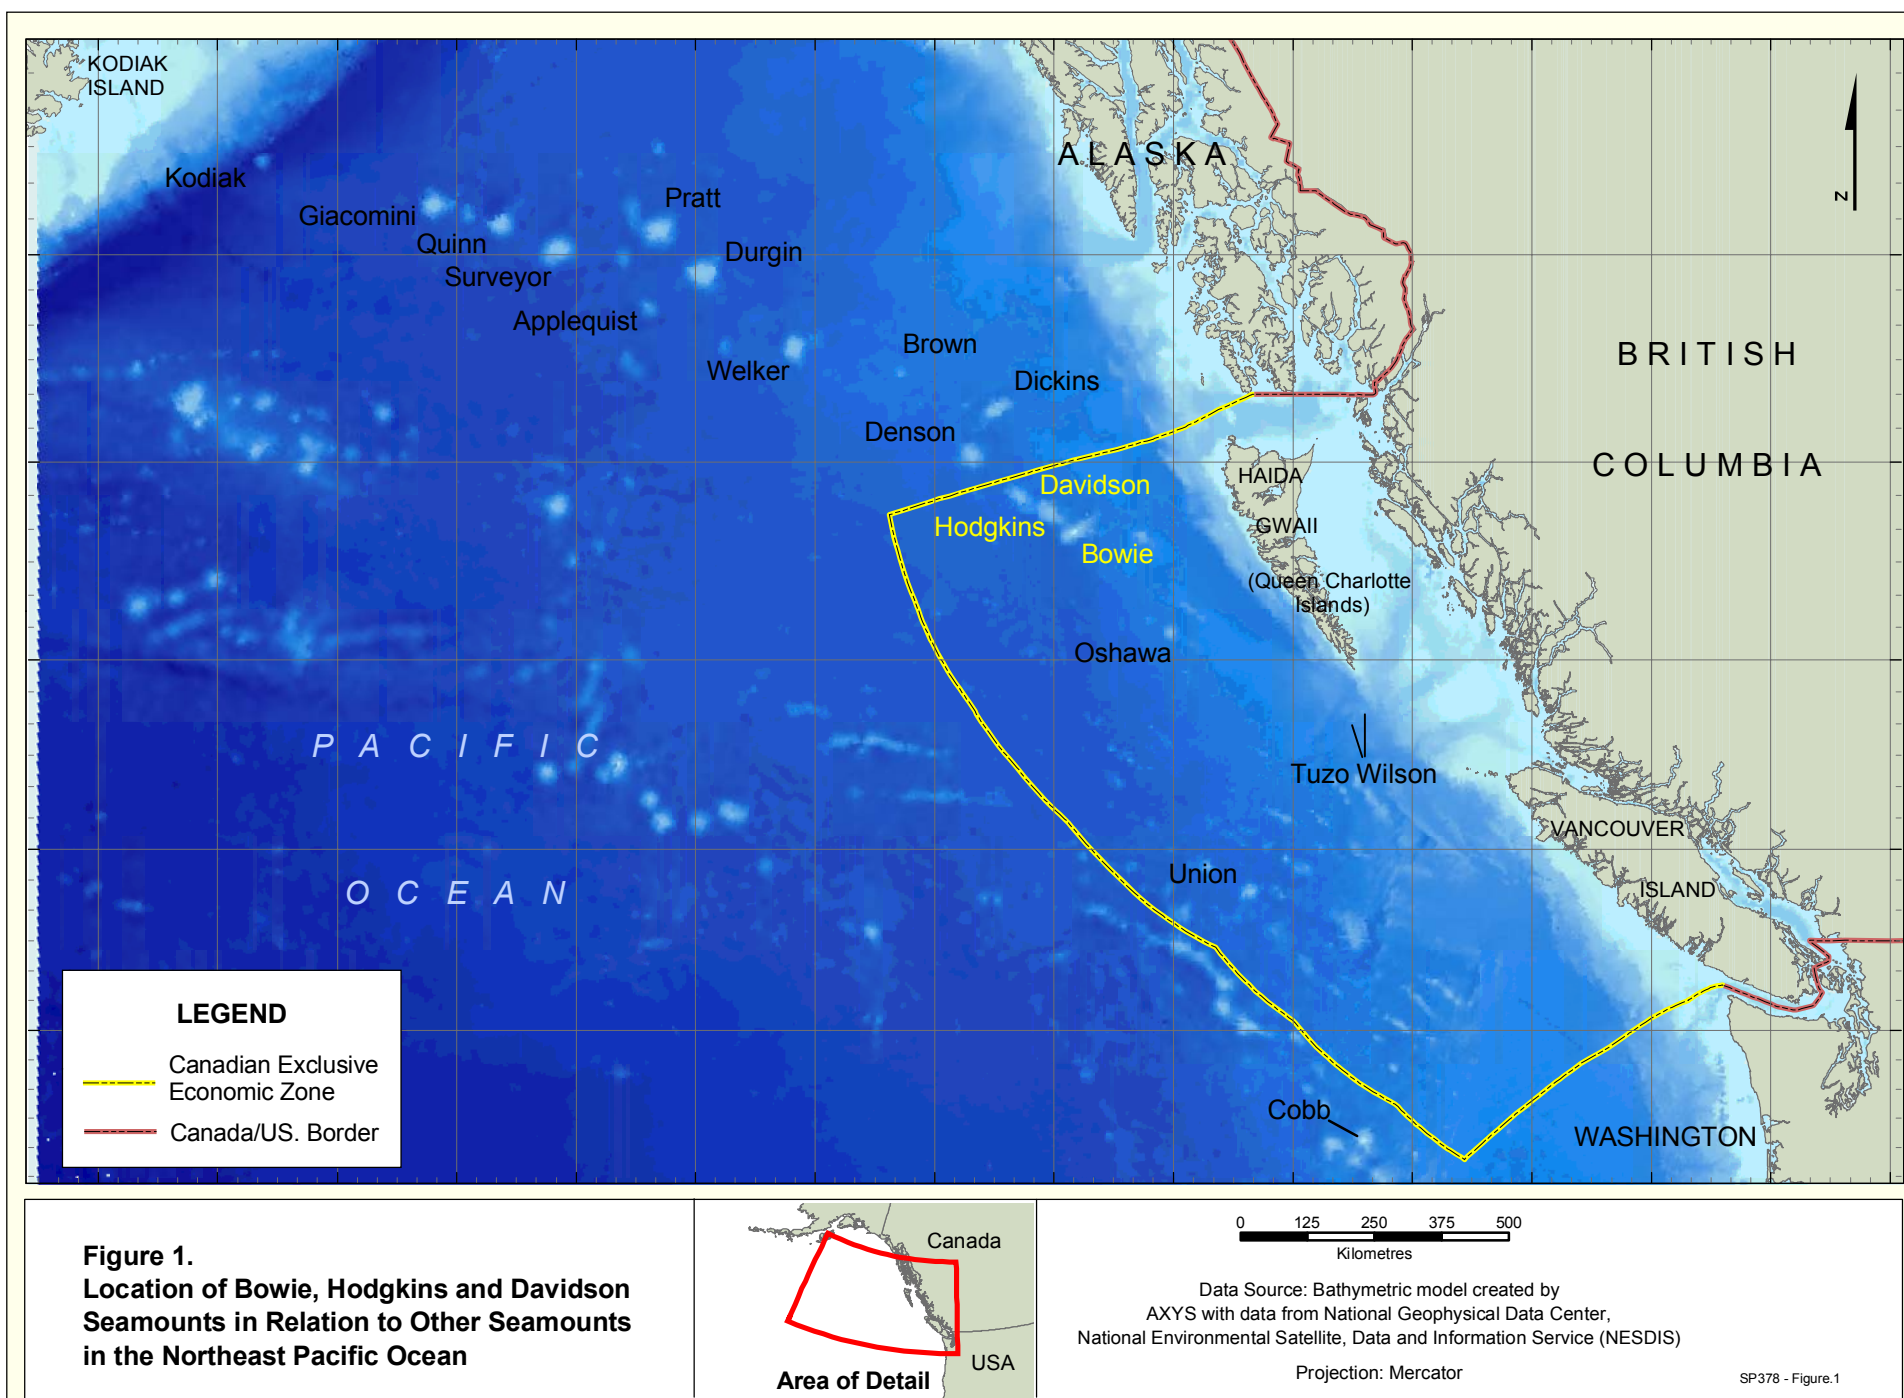 KODIAK
ISLAND
Kodiak
Giacomini
Quinn
Surveyor
Applequist
Pratt
Durgin
Welker
Brown
Dickins
Denson
Davidson
Hodgkins
Bowie
Oshawa
Tuzo Wilson
Union
Cobb
ALASKA
BRITISH
COLUMBIA
HAIDA
GWAII
(Queen Charlotte
Islands)
VANCOUVER
ISLAND
WASHINGTON
PACIFIC
OCEAN
N
LEGEND
Canadian Exclusive
Economic Zone
Canada/US. Border
Figure 1.
Location of Bowie, Hodgkins and Davidson
Seamounts in Relation to Other Seamounts
in the Northeast Pacific Ocean
Canada
USA
Area of Detail
0 125 250 375 500
Kilometres
Data Source: Bathymetric model created by
AXYS with data from National Geophysical Data Center,
National Environmental Satellite, Data and Information Service (NESDIS)
Projection: Mercator
SP378 - Figure.1